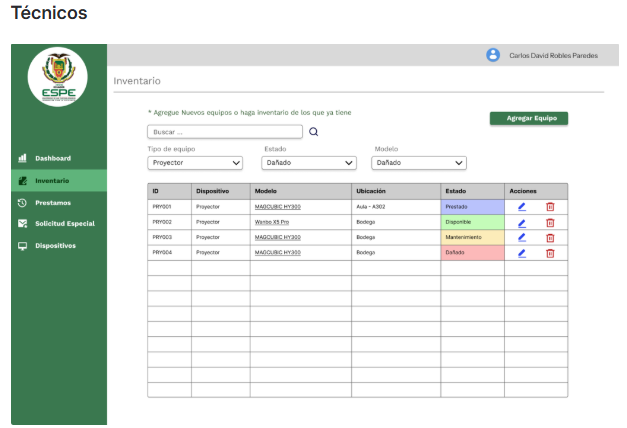 Técnicos
Carlos David Robles Paredes
ESPE
Inventario
* Agregue Nuevos equipos o haga inventario de los que ya tiene
Agregar Equipo
Buscar ...
Tipo de equipo Estado Modelo
Proyector Dañado Dañado
Dashboard
Inventario
Prestamos
Solicitud Especial
Dispositivos
ID Dispositivo Modelo Ubicación Estado Acciones
PRY001 Proyector MAGCUBIC HY300 Aula - A302 Prestado
PRY002 Proyector Wanbo X5 Pro Bodega Disponible
PRY003 Proyector MAGCUBIC HY300 Bodega Mantenimiento
PRY004 Proyector MAGCUBIC HY300 Bodega Dañado